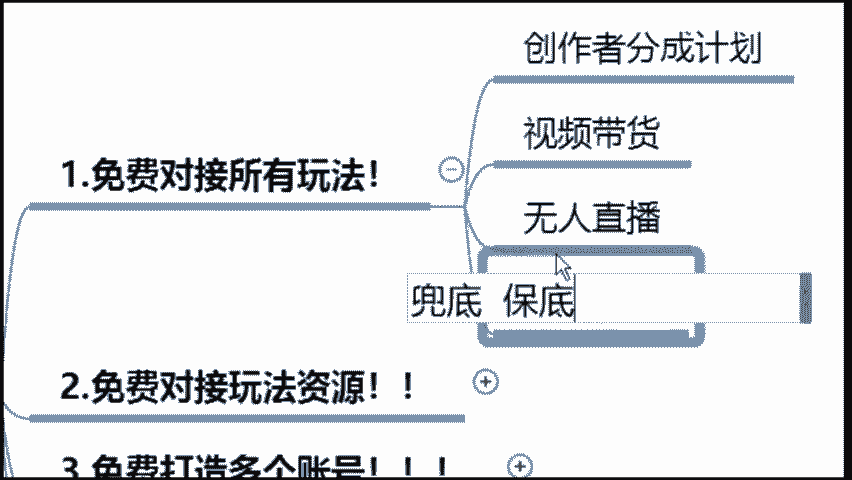 创作者分成计划
视频带货
1.免费对接所有玩法！
无人直播
兜底 保底
2.免费对接玩法资源！！
3.免费打造多个账号！！！